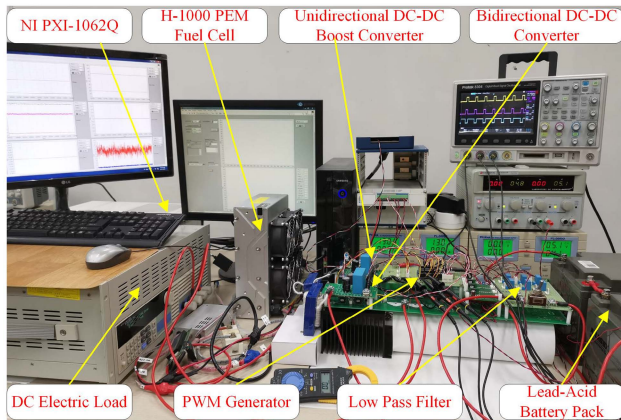 NI PXI-1062Q
H-1000 PEM
Fuel Cell
Unidirectional DC-DC
Boost Converter
Bidirectional DC-DC
Converter
DC Electric Load
PWM Generator
Low Pass Filter
Lead-Acid
Battery Pack